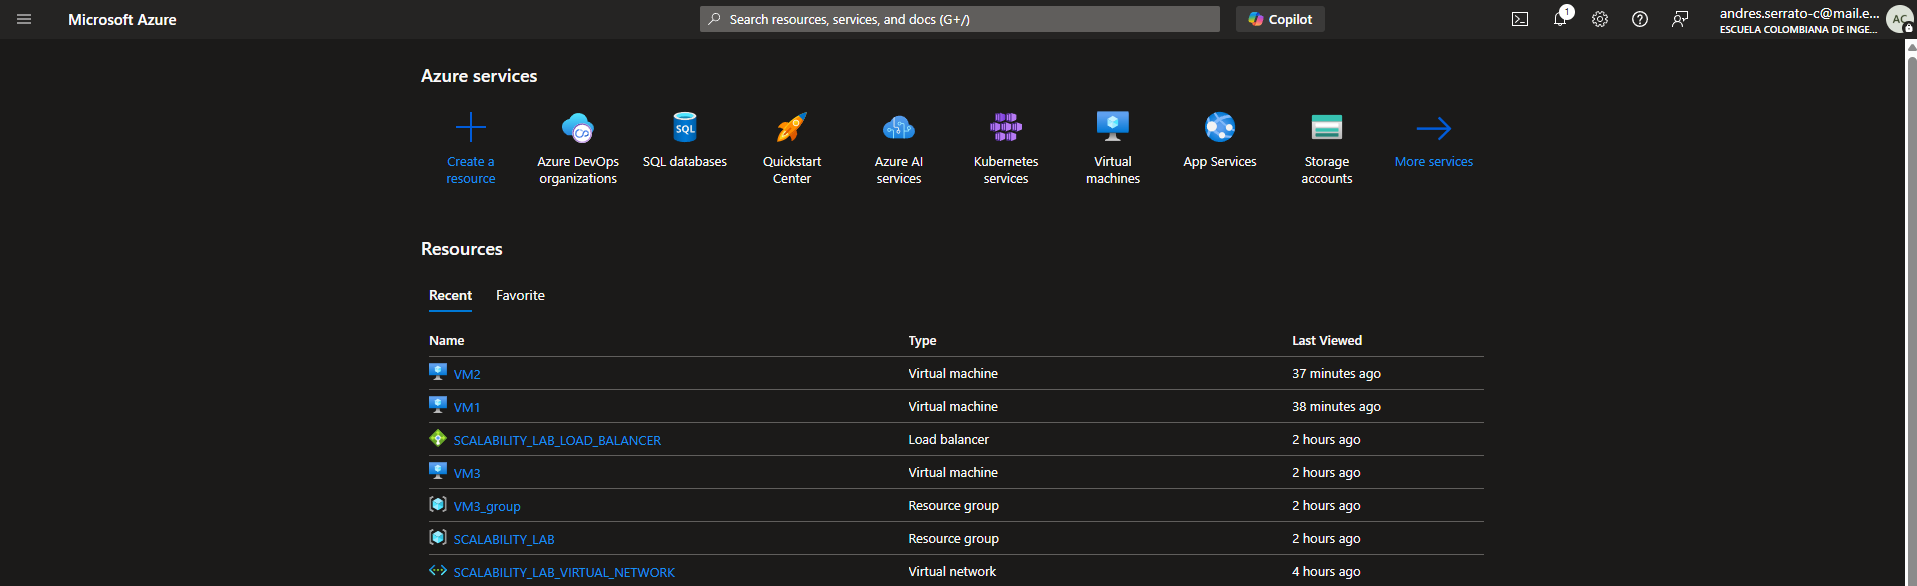 Microsoft Azure
Search resources, services, and docs (G+/)
Copilot
1
andres.serrato-c@mail.e...
ESCUELA COLOMBIANA DE INGE...
AC
Azure services
Create a
resource
Azure DevOps
organizations
SQL
SQL databases
Quickstart
Center
Azure AI
services
Kubernetes
services
Virtual
machines
App Services
Storage
accounts
More services
Resources
Recent Favorite
Name Type Last Viewed
VM2 Virtual machine 37 minutes ago
VM1 Virtual machine 38 minutes ago
SCALABILITY_LAB_LOAD_BALANCER Load balancer 2 hours ago
VM3 Virtual machine 2 hours ago
VM3_group Resource group 2 hours ago
SCALABILITY_LAB Resource group 2 hours ago
SCALABILITY_LAB_VIRTUAL_NETWORK Virtual network 4 hours ago